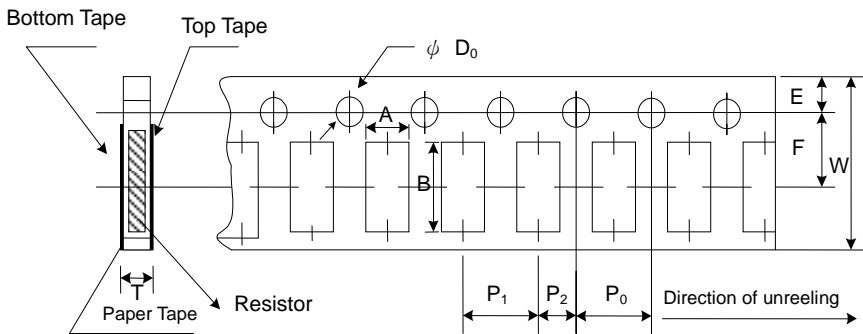 Bottom Tape
Top Tape
ψ D₀
E
A
F
W
B
T
Paper Tape
Resistor
P₁
P₂
P₀
Direction of unreeling